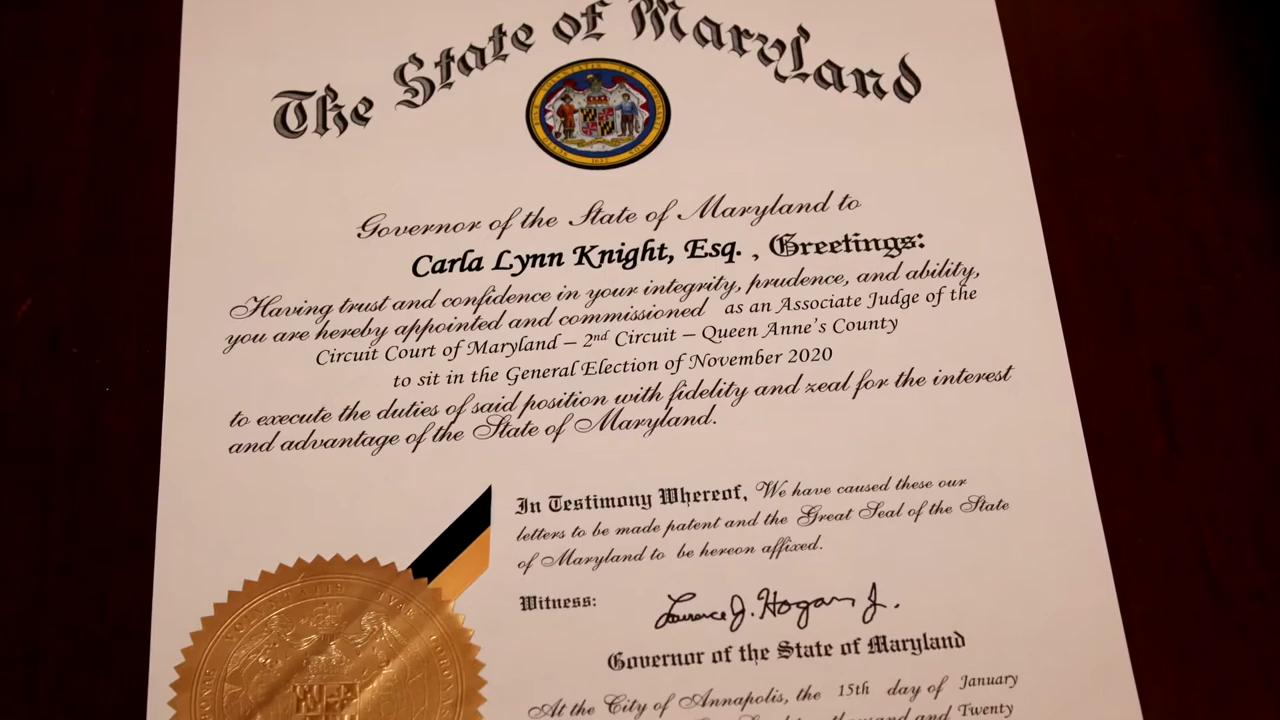 The State of Maryland
Governor of the State of Maryland to
Carla Lynn Knight, Esq. , Greetings:
Having trust and confidence in your integrity, prudence, and ability,
you are hereby appointed and commissioned as an Associate Judge of the
Circuit Court of Maryland – 2nd Circuit – Queen Anne's County
to sit in the General Election of November 2020
to execute the duties of said position with fidelity and zeal for the interest
and advantage of the State of Maryland.
In Testimony Whereof, We have caused these our
letters to be made patent and the Great Seal of the State
of Maryland to be hereon affixed.
Witness: Lawrence J. Hogan Jr.
Governor of the State of Maryland
At the City of Annapolis, the 15th day of January
thousand and Twenty